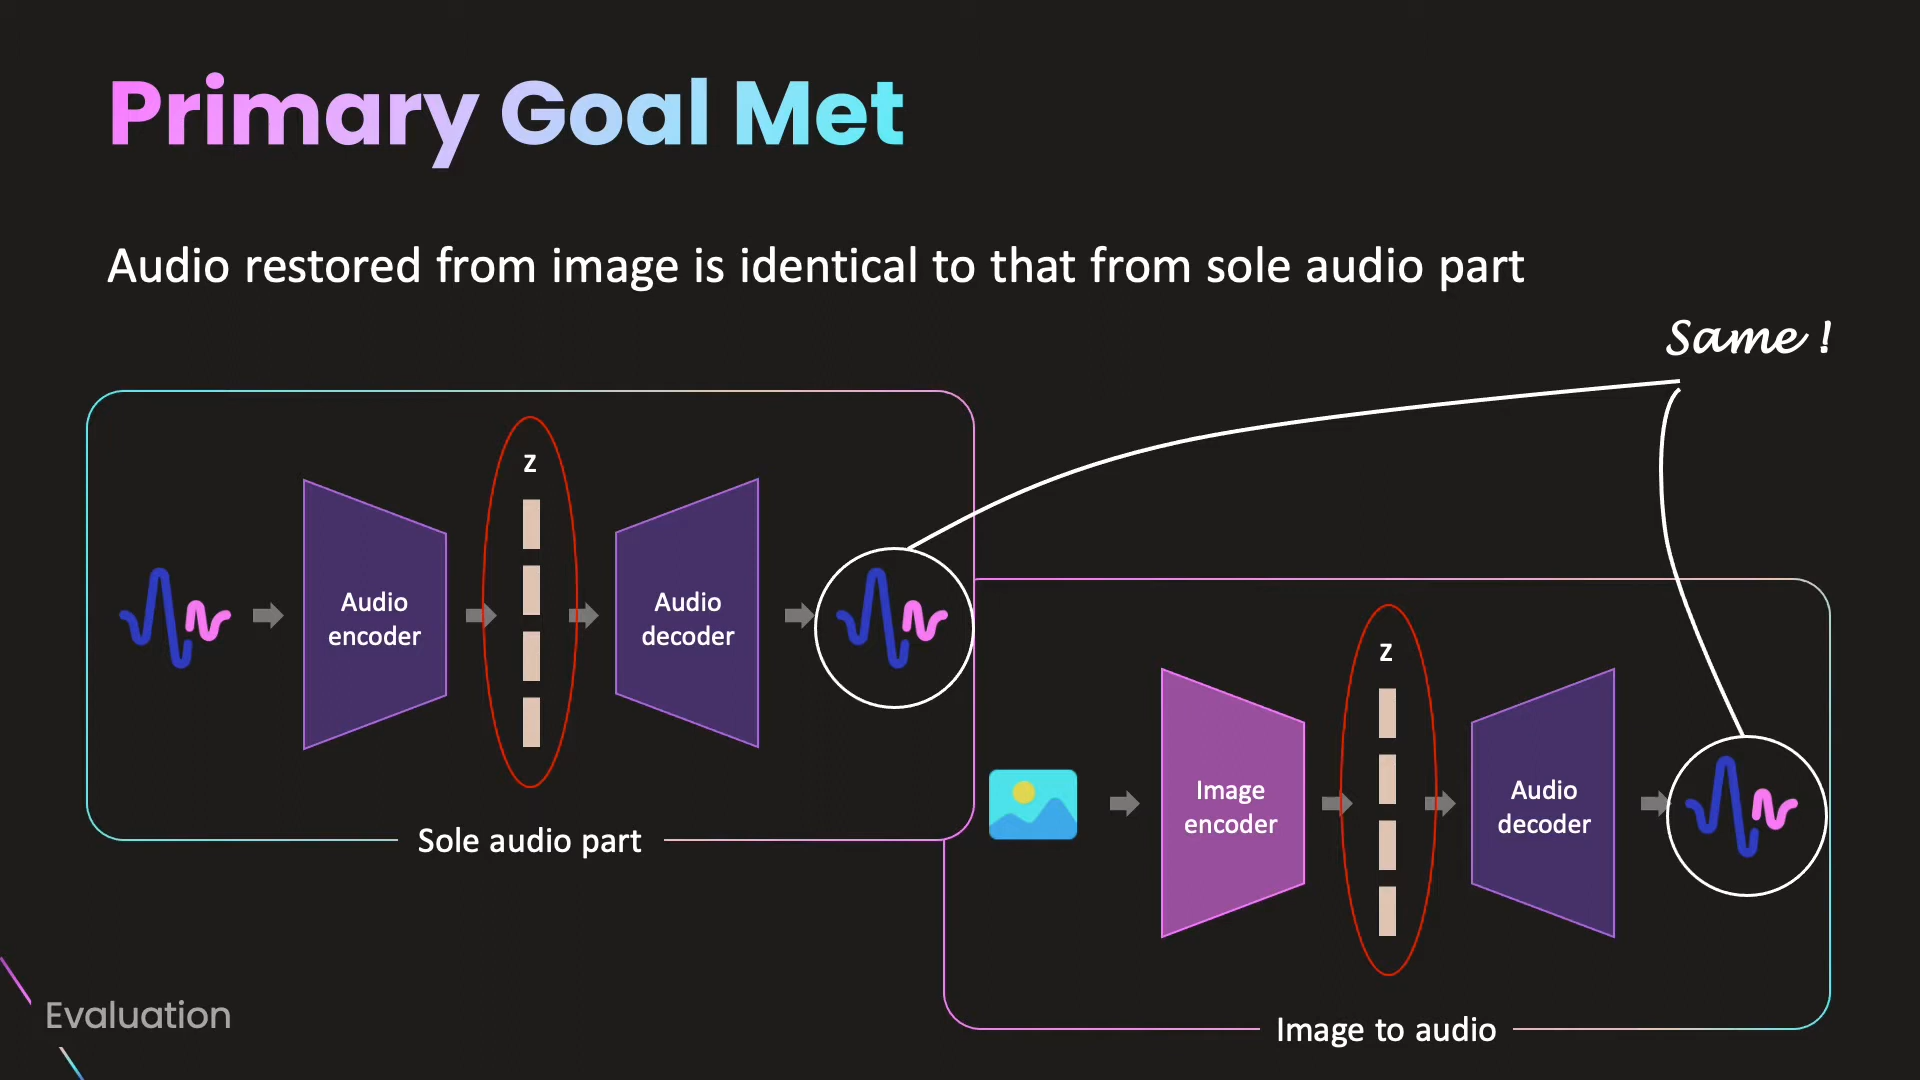 Primary Goal Met
Audio restored from image is identical to that from sole audio part
Same !
z
Audio
encoder
Audio
decoder
Sole audio part
z
Image
encoder
Audio
decoder
Image to audio
Evaluation